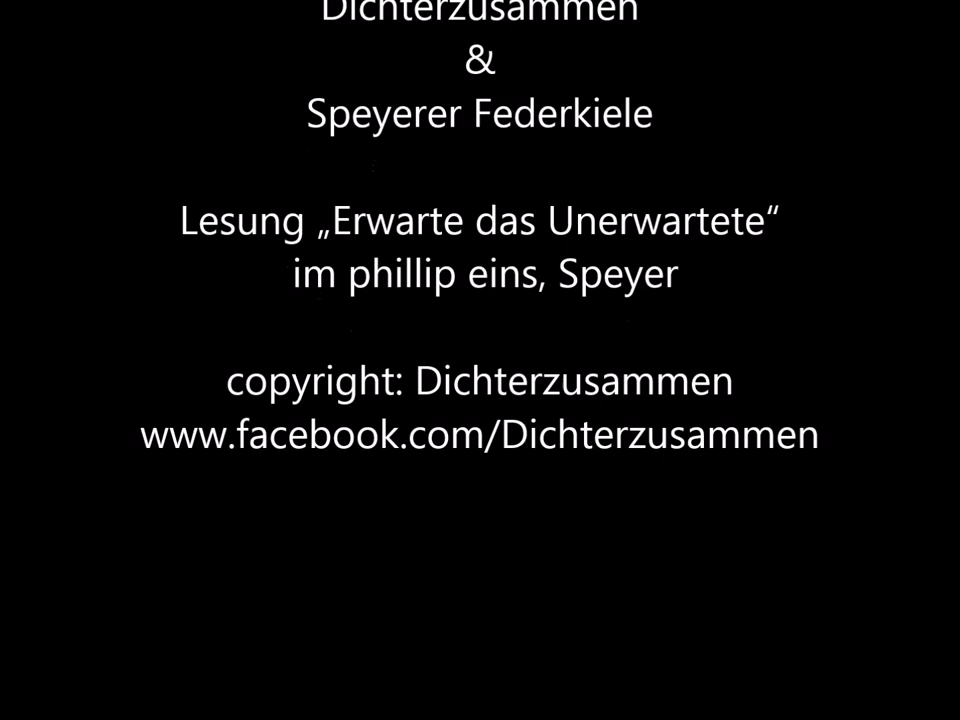 Dichterzusammen
&
Speyerer Federkiele
Lesung „Erwarte das Unerwartete“
im phillip eins, Speyer
copyright: Dichterzusammen
www.facebook.com/Dichterzusammen